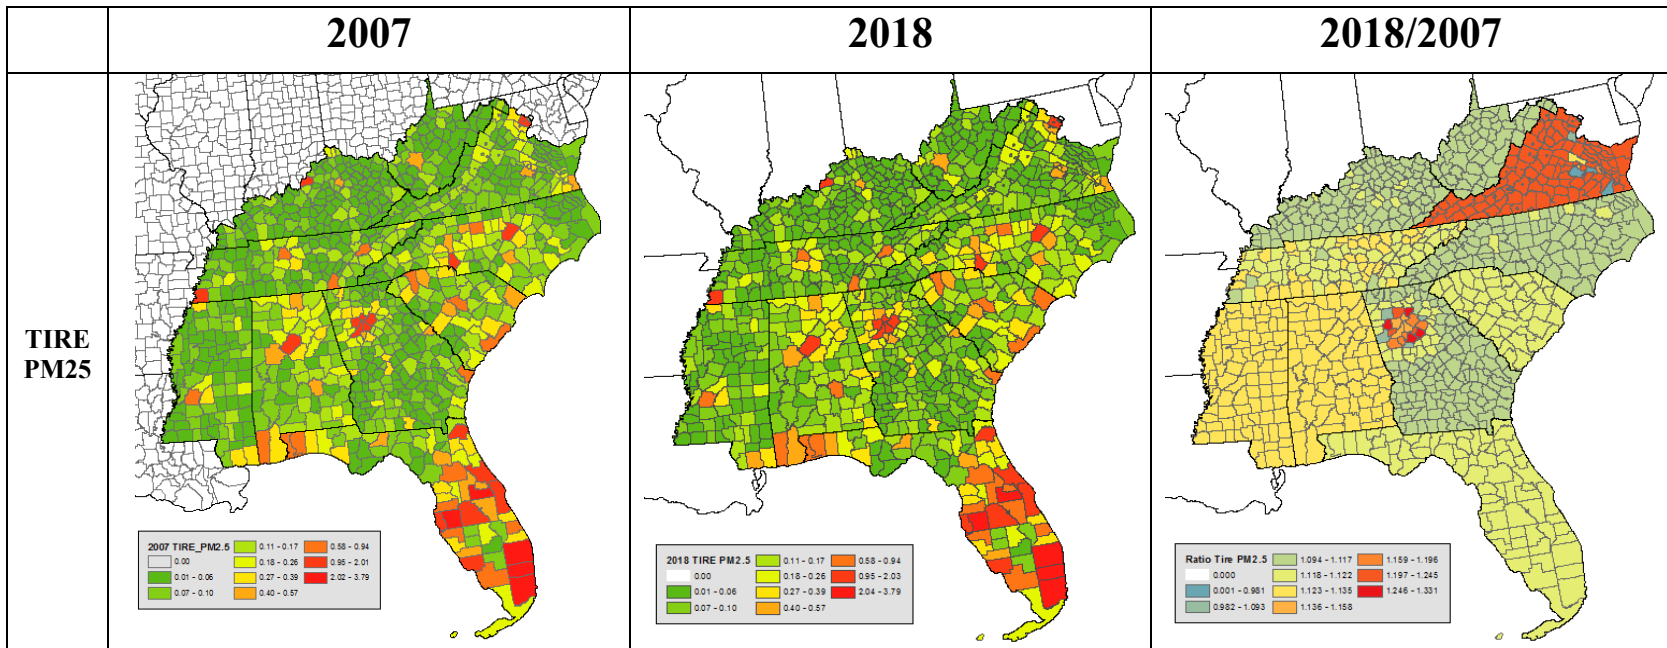 2007
2018
2018/2007
TIRE
PM25
2007 TIRE_PM2.5
0.00
0.01 - 0.06
0.07 - 0.10
0.11 - 0.17
0.18 - 0.26
0.27 - 0.39
0.40 - 0.57
0.58 - 0.94
0.95 - 2.01
2.02 - 3.79
2018 TIRE PM2.5
0.00
0.01 - 0.06
0.07 - 0.10
0.11 - 0.17
0.18 - 0.26
0.27 - 0.39
0.40 - 0.57
0.58 - 0.94
0.95 - 2.03
2.04 - 3.79
Ratio Tire PM2.5
0.000
0.001 - 0.981
0.982 - 1.093
1.094 - 1.117
1.118 - 1.122
1.123 - 1.135
1.136 - 1.158
1.159 - 1.196
1.197 - 1.245
1.246 - 1.331